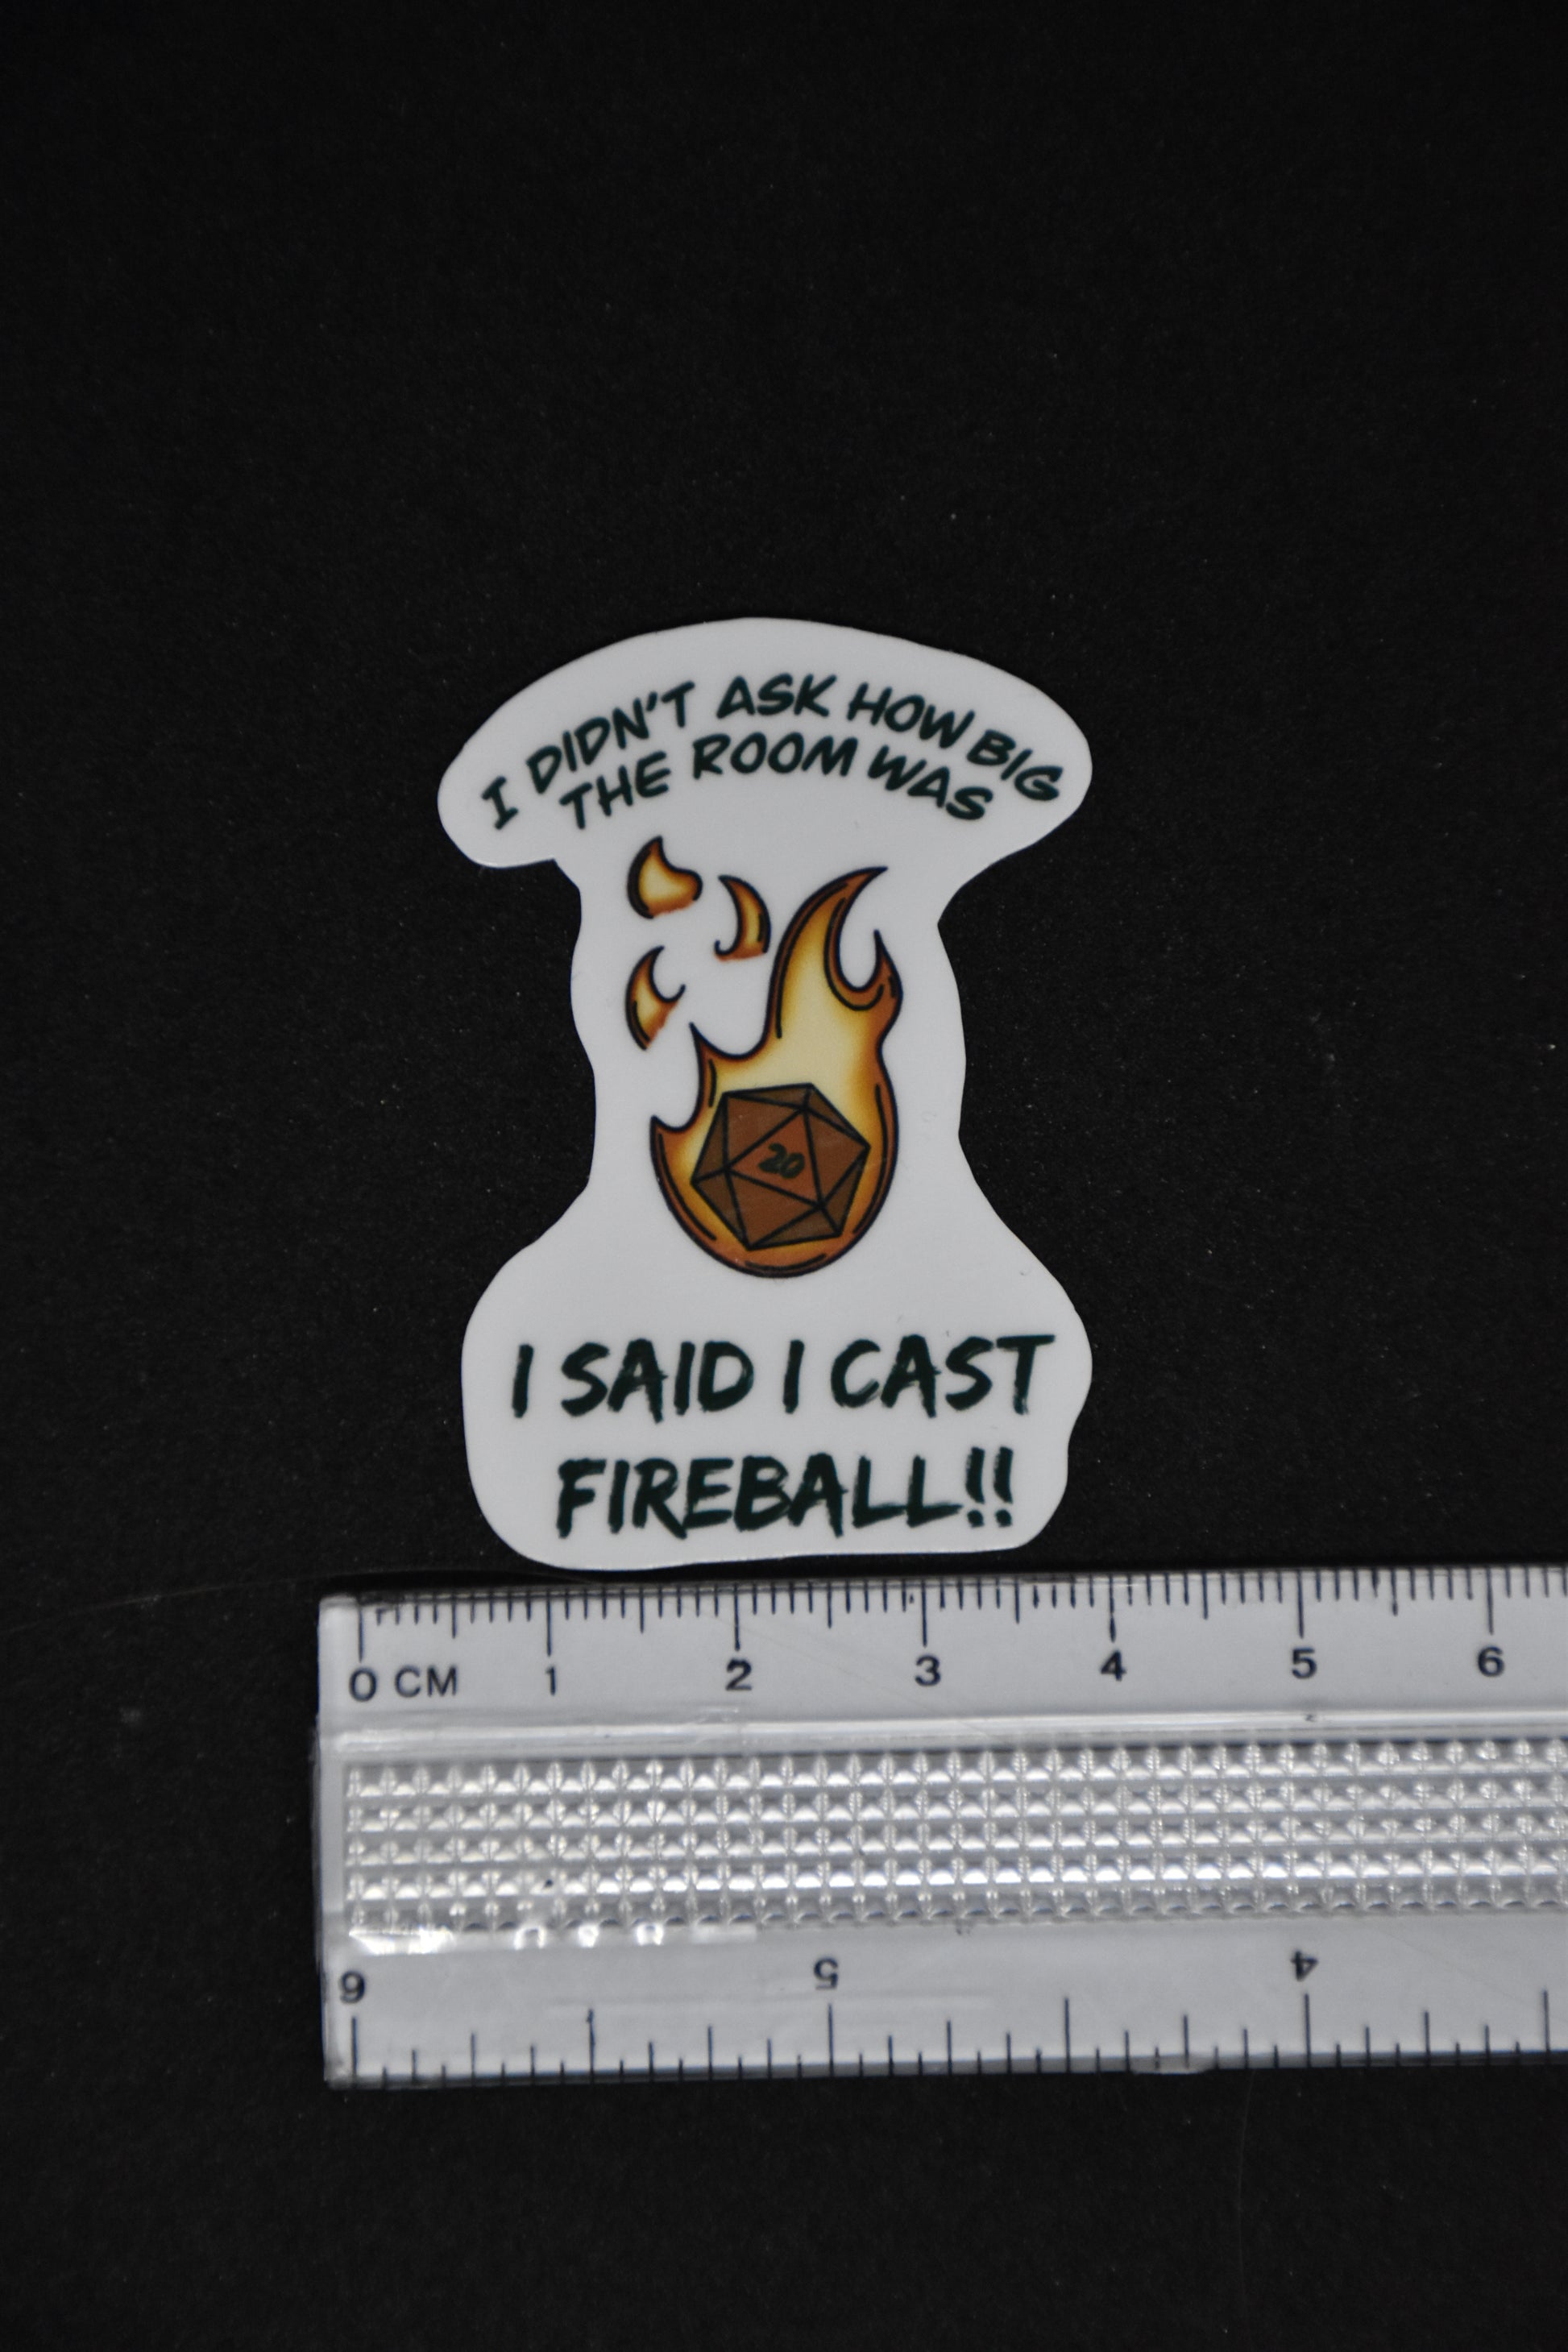 I DIDN'T ASK HOW BIG
THE ROOM WAS
20
I SAID I CAST
FIREBALL!!
0 CM 1 2 3 4 5 6
6 5 4